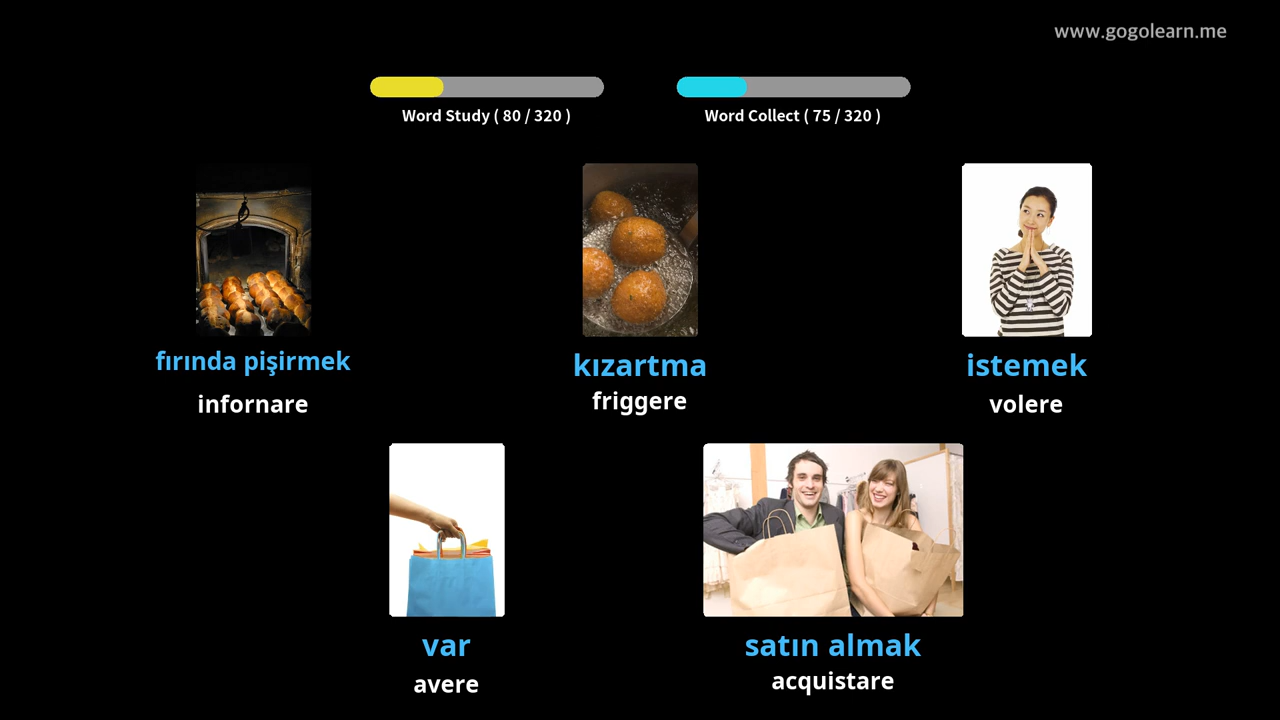 www.gogolearn.me
Word Study ( 80 / 320 )
Word Collect ( 75 / 320 )
fırında pişirmek
infornare
kızartma
friggere
istemek
volere
var
avere
satın almak
acquistare